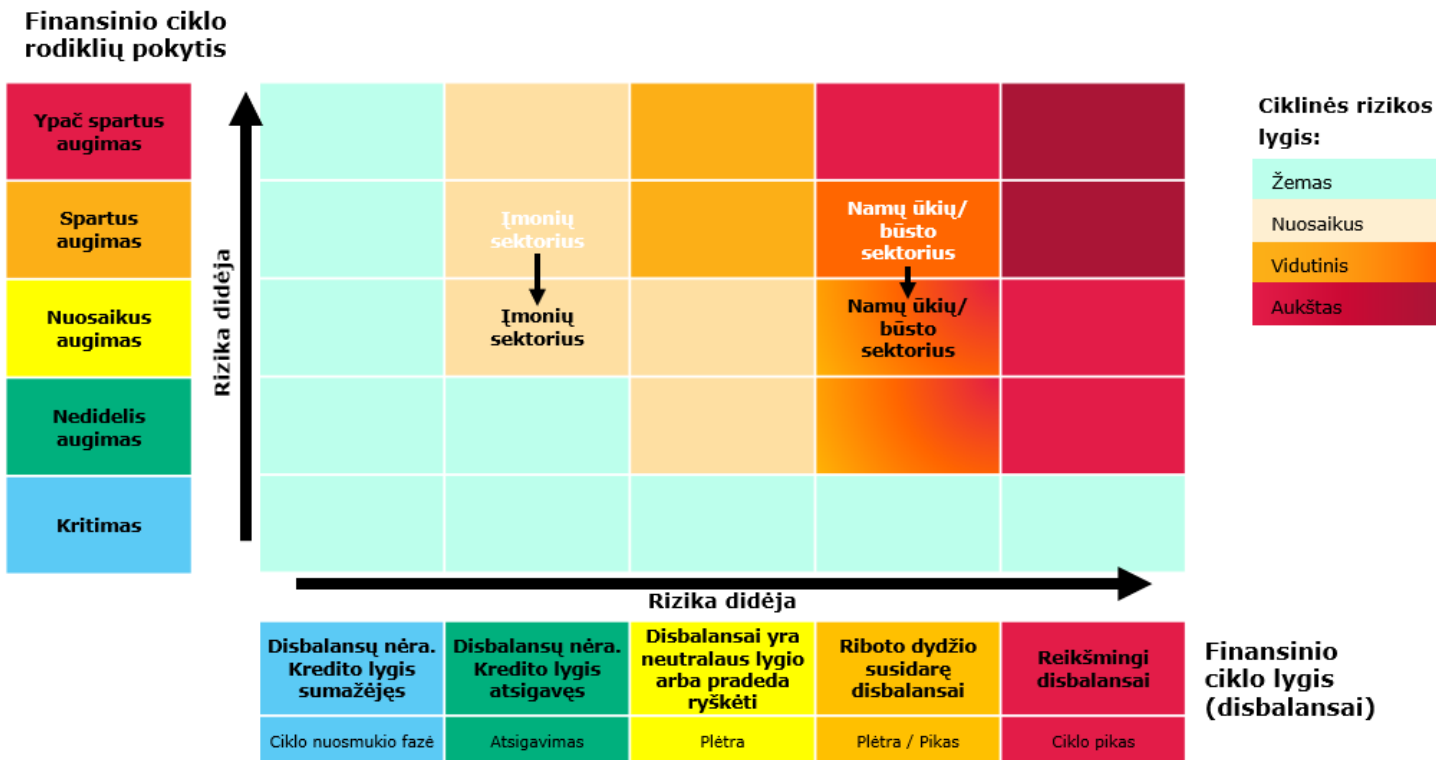 Finansinio ciklo
rodiklių pokytis
Ypač spartus
augimas
Spartus
augimas
Nuosaikus
augimas
Nedidelis
augimas
Kritimas
Rizika didėja
Įmonių
sektorius
Įmonių
sektorius
Namų ūkių/
būsto
sektorius
Namų ūkių/
būsto
sektorius
Ciklinės rizikos
lygis:
Žemas
Nuosaikus
Vidutinis
Aukštas
Rizika didėja
Disbalansų nėra.
Kredito lygis
sumažėjęs
Disbalansų nėra.
Kredito lygis
atsigavęs
Disbalansai yra
neutralaus lygio
arba pradeda
ryškėti
Riboto dydžio
susidarę
disbalansai
Reikšmingi
disbalansai
Ciklo nuosmukio fazė
Atsigavimas
Plėtra
Plėtra / Pikas
Ciklo pikas
Finansinio
ciklo lygis
(disbalansai)